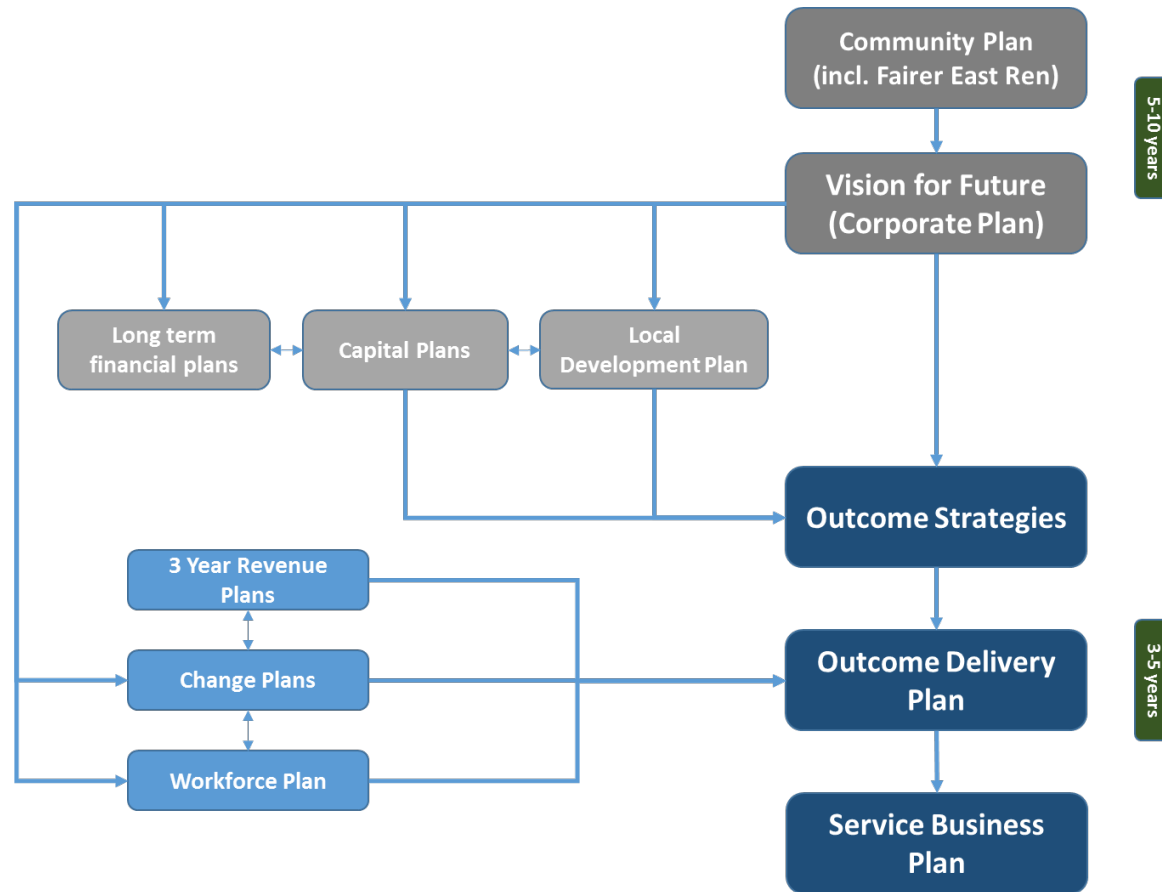 Community Plan
(incl. Fairer East Ren)
5-10 years
Vision for Future
(Corporate Plan)
Long term
financial plans
Capital Plans
Local
Development Plan
Outcome Strategies
3 Year Revenue
Plans
Change Plans
Outcome Delivery
Plan
3-5 years
Workforce Plan
Service Business
Plan